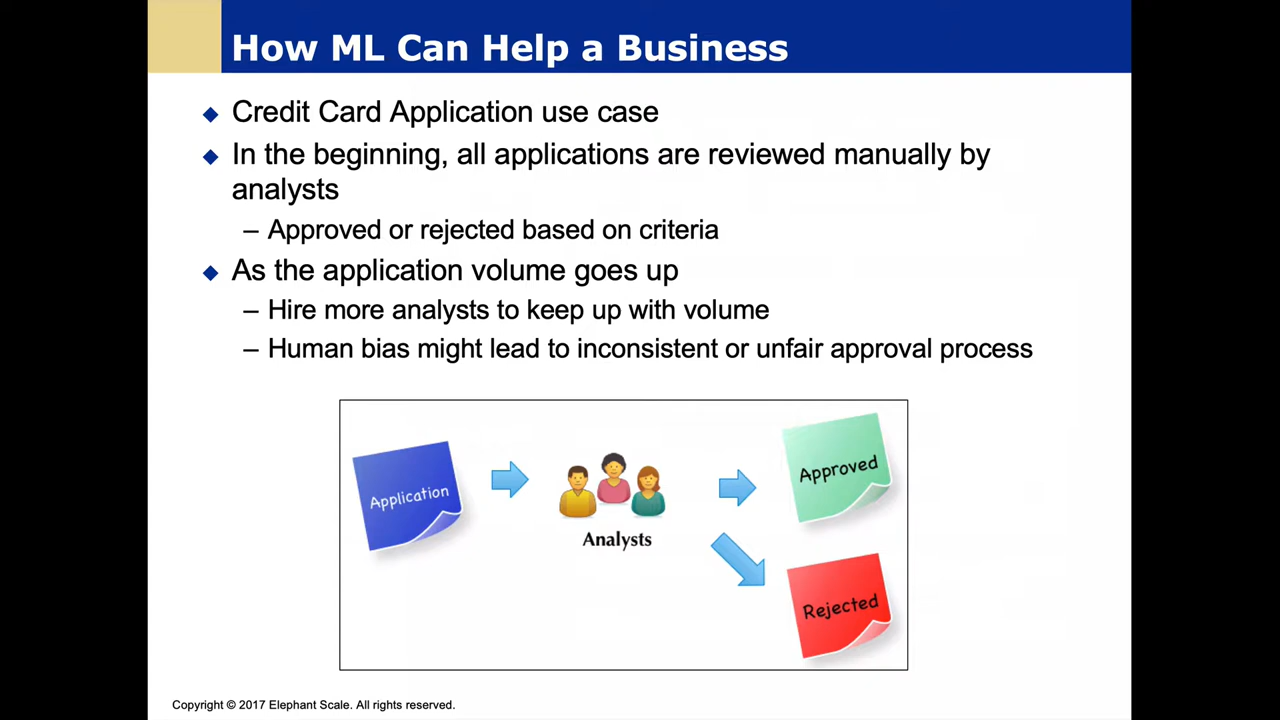 How ML Can Help a Business
Credit Card Application use case
In the beginning, all applications are reviewed manually by
analysts
– Approved or rejected based on criteria
As the application volume goes up
– Hire more analysts to keep up with volume
– Human bias might lead to inconsistent or unfair approval process
Application
Analysts
Approved
Rejected
Copyright © 2017 Elephant Scale. All rights reserved.